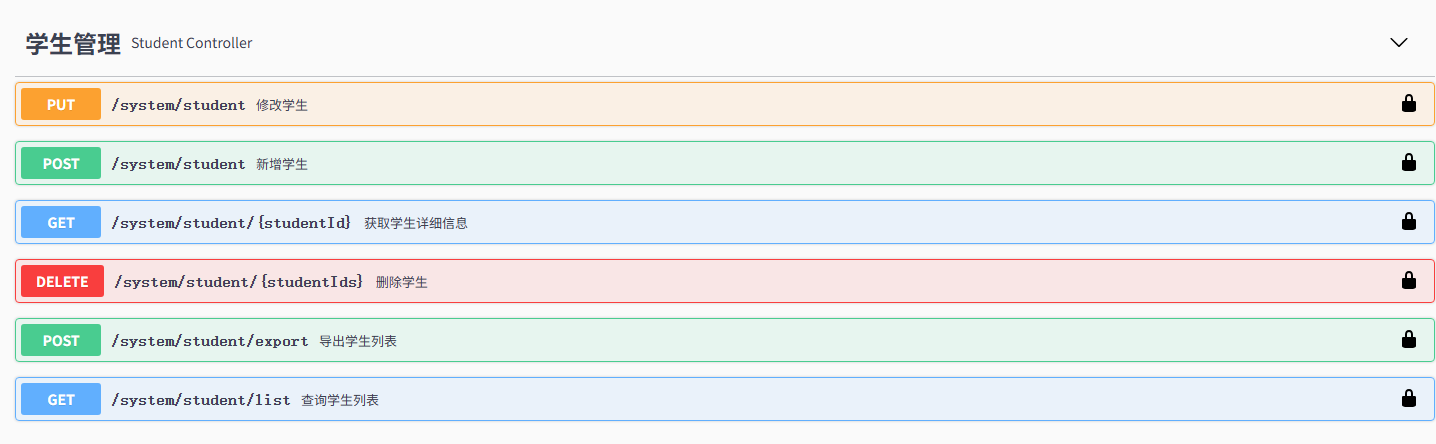 学生管理 Student Controller
PUT /system/student 修改学生
POST /system/student 新增学生
GET /system/student/{studentId} 获取学生详细信息
DELETE /system/student/{studentIds} 删除学生
POST /system/student/export 导出学生列表
GET /system/student/list 查询学生列表